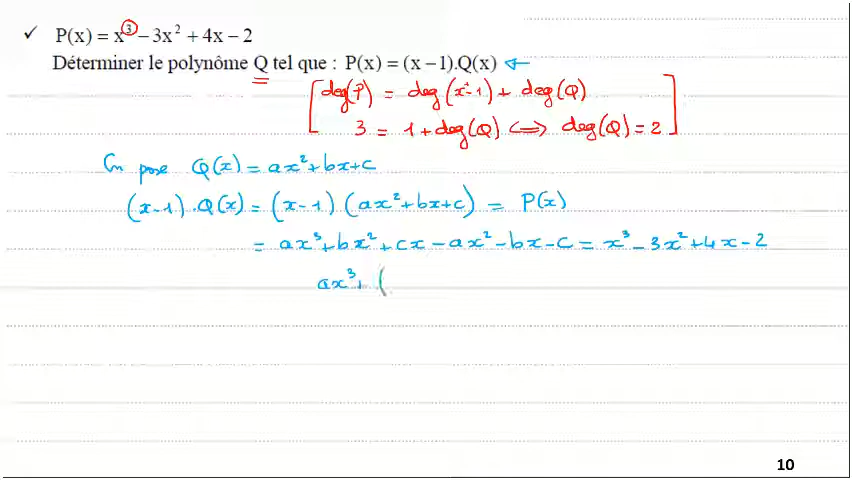 ✓ P(x) = x³ − 3x² + 4x − 2
Déterminer le polynôme Q tel que : P(x) = (x − 1).Q(x) ⇐
[deg(P) = deg(x-1) + deg(Q)
3 = 1 + deg(Q) ⟺ deg(Q) = 2]
On pose Q(x) = ax² + bx + c
(x-1).Q(x) = (x-1)(ax² + bx + c) = P(x)
= ax³ + bx² + cx - ax² - bx - c = x³ - 3x² + 4x - 2
ax³ + (
10